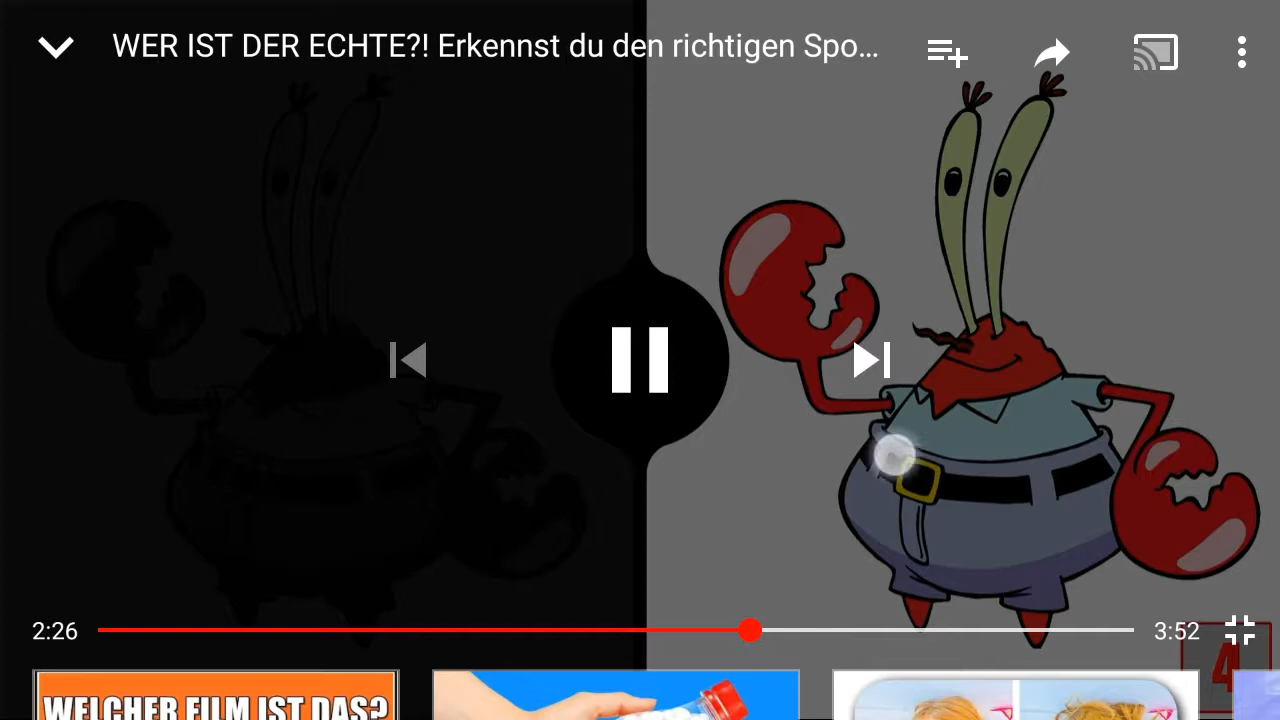 WER IST DER ECHTE?! Erkennst du den richtigen Spo...
2:26
3:52
4
WELCHER FILM IST DAS?